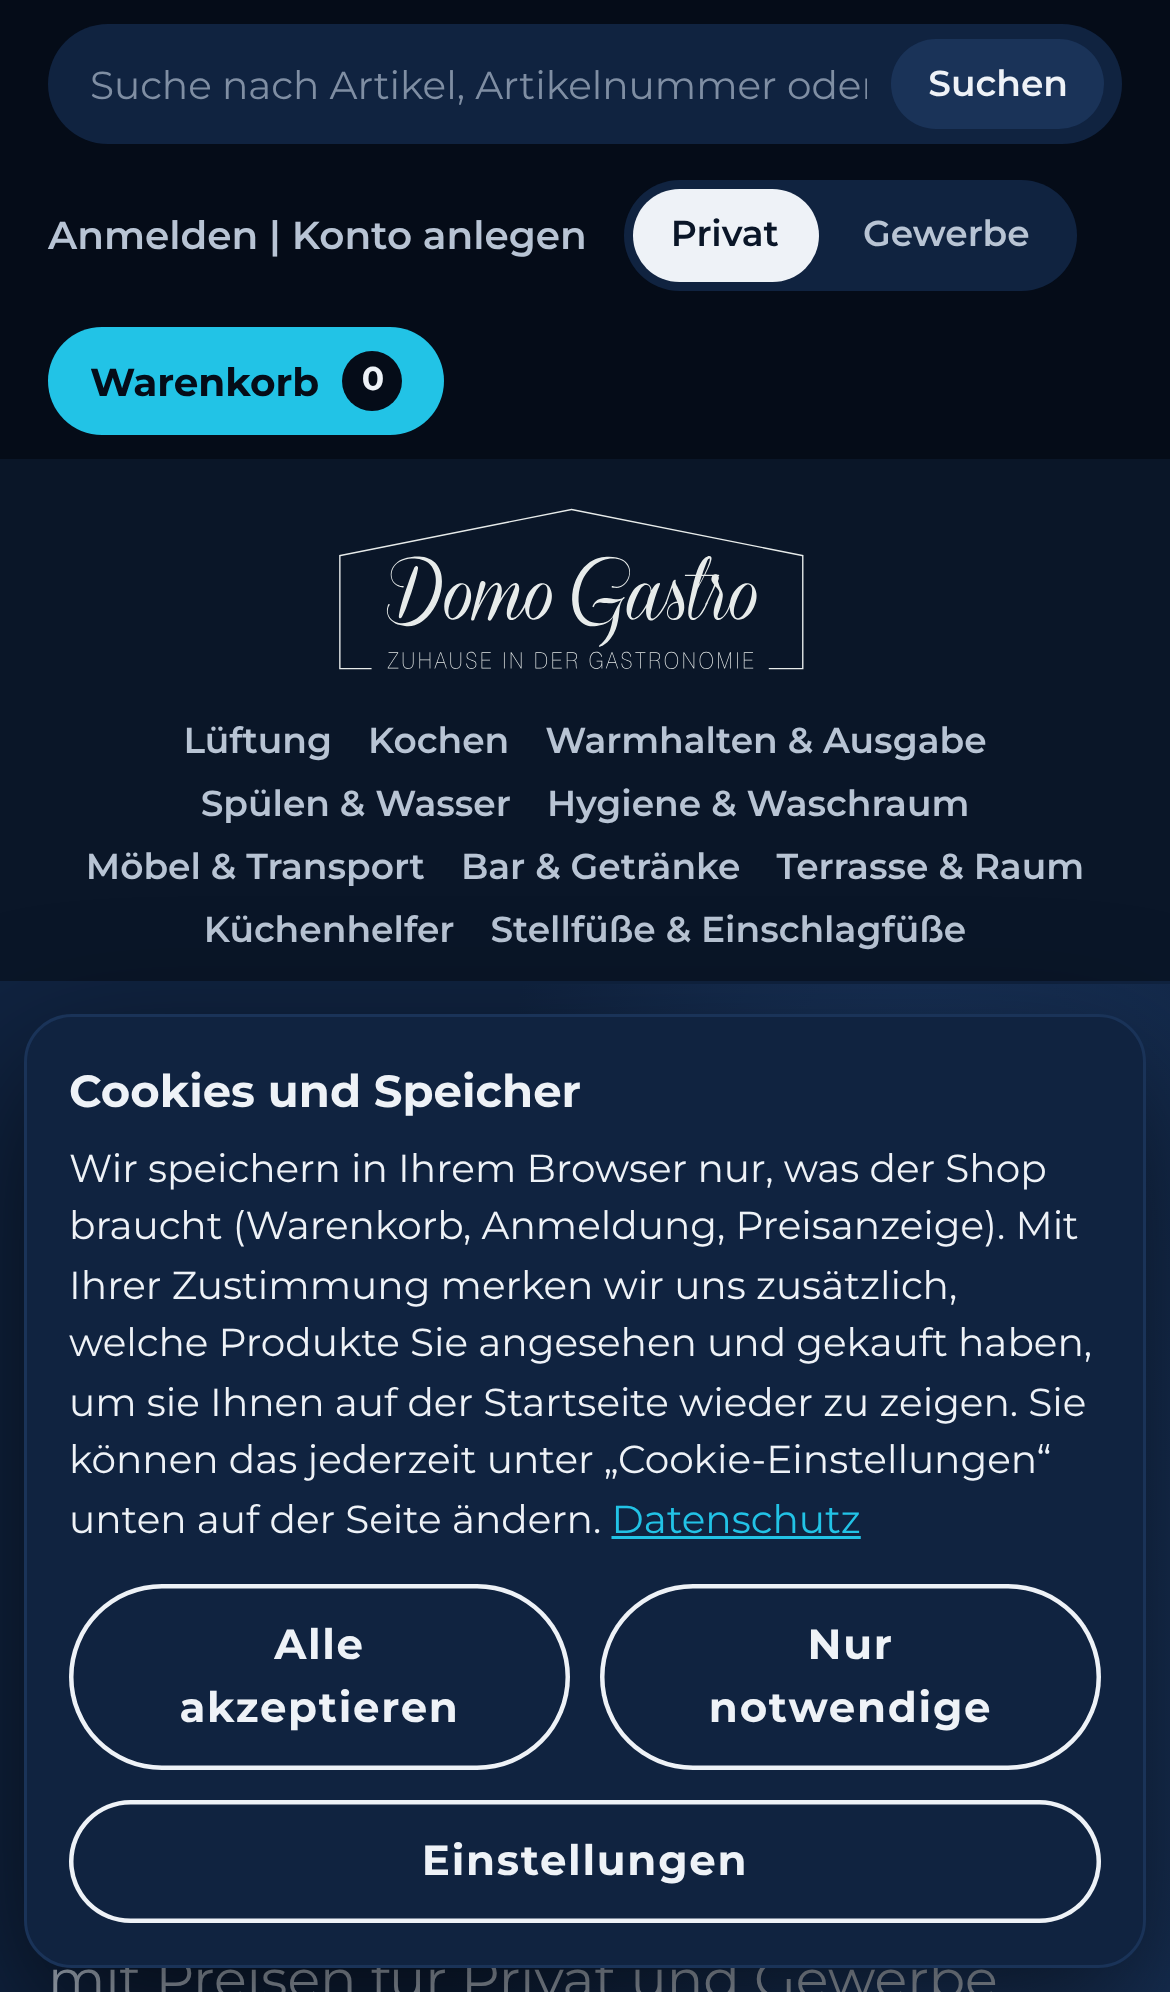 Suche nach Artikel, Artikelnummer oder
Suchen
Anmelden | Konto anlegen
Privat
Gewerbe
Warenkorb 0
Domo Gastro
ZUHAUSE IN DER GASTRONOMIE
Lüftung Kochen Warmhalten & Ausgabe
Spülen & Wasser Hygiene & Waschraum
Möbel & Transport Bar & Getränke Terrasse & Raum
Küchenhelfer Stellfüße & Einschlagfüße
Cookies und Speicher
Wir speichern in Ihrem Browser nur, was der Shop
braucht (Warenkorb, Anmeldung, Preisanzeige). Mit
Ihrer Zustimmung merken wir uns zusätzlich,
welche Produkte Sie angesehen und gekauft haben,
um sie Ihnen auf der Startseite wieder zu zeigen. Sie
können das jederzeit unter „Cookie-Einstellungen“
unten auf der Seite ändern. Datenschutz
Alle
akzeptieren
Nur
notwendige
Einstellungen
mit Preisen für Privat und Gewerbe